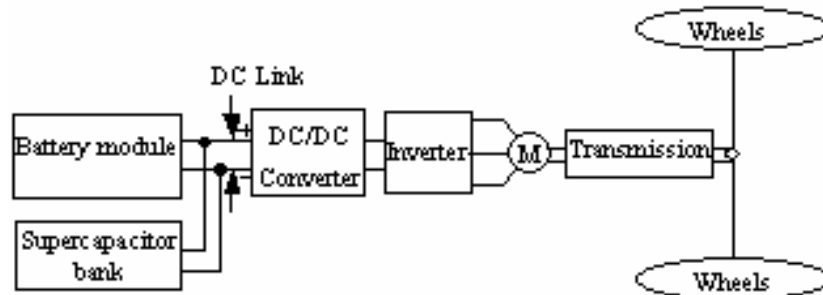 Wheels
DC Link
+
Battery module
DC/DC
Converter
Inverter
M
Transmission
-
Supercapacitor
bank
Wheels